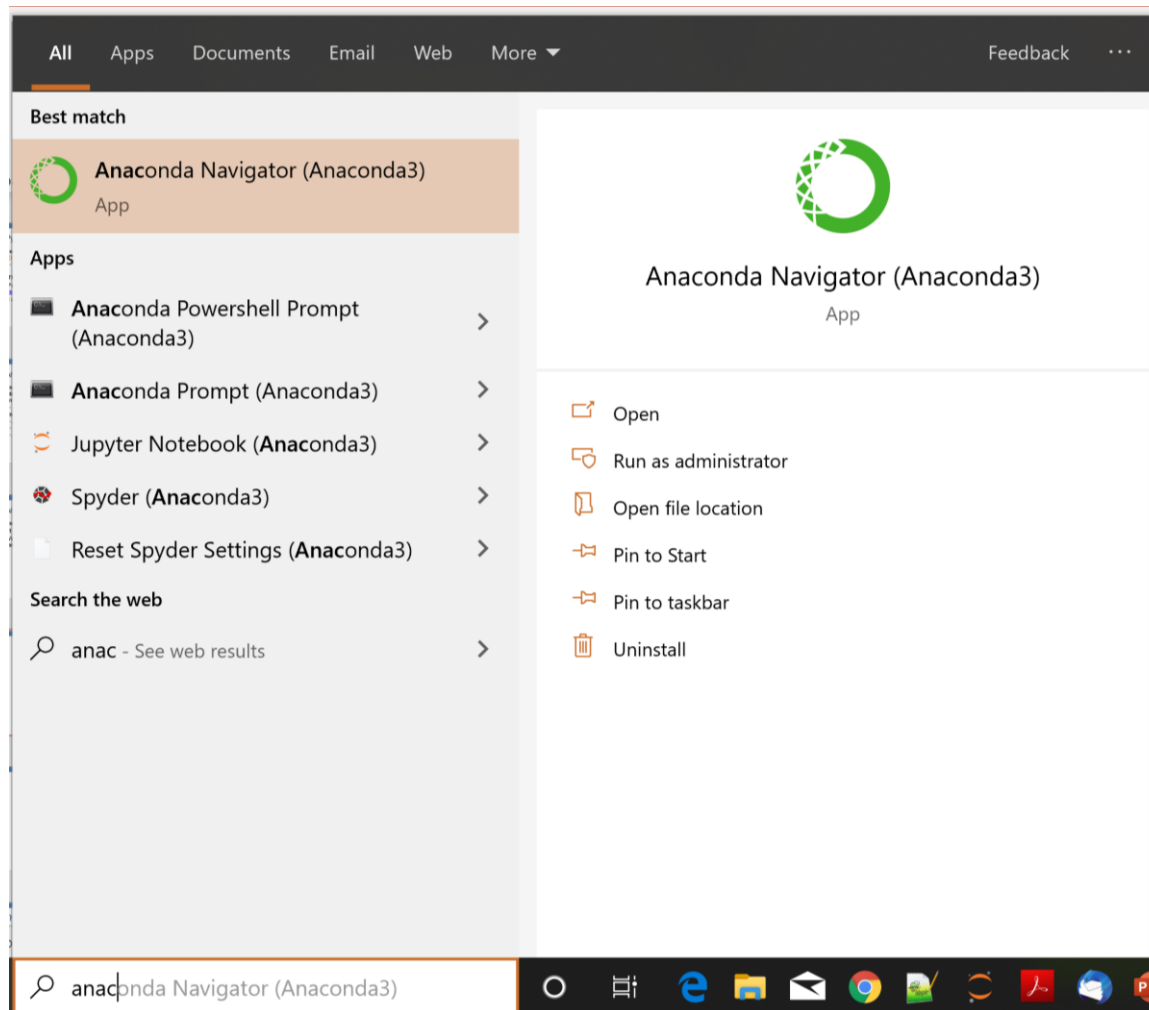 All Apps Documents Email Web More Feedback ...
Best match
Anaconda Navigator (Anaconda3)
App
Apps
Anaconda Powershell Prompt
(Anaconda3)
Anaconda Prompt (Anaconda3)
Jupyter Notebook (Anaconda3)
Spyder (Anaconda3)
Reset Spyder Settings (Anaconda3)
Search the web
anac - See web results
Anaconda Navigator (Anaconda3)
App
Open
Run as administrator
Open file location
Pin to Start
Pin to taskbar
Uninstall
anaconda Navigator (Anaconda3)